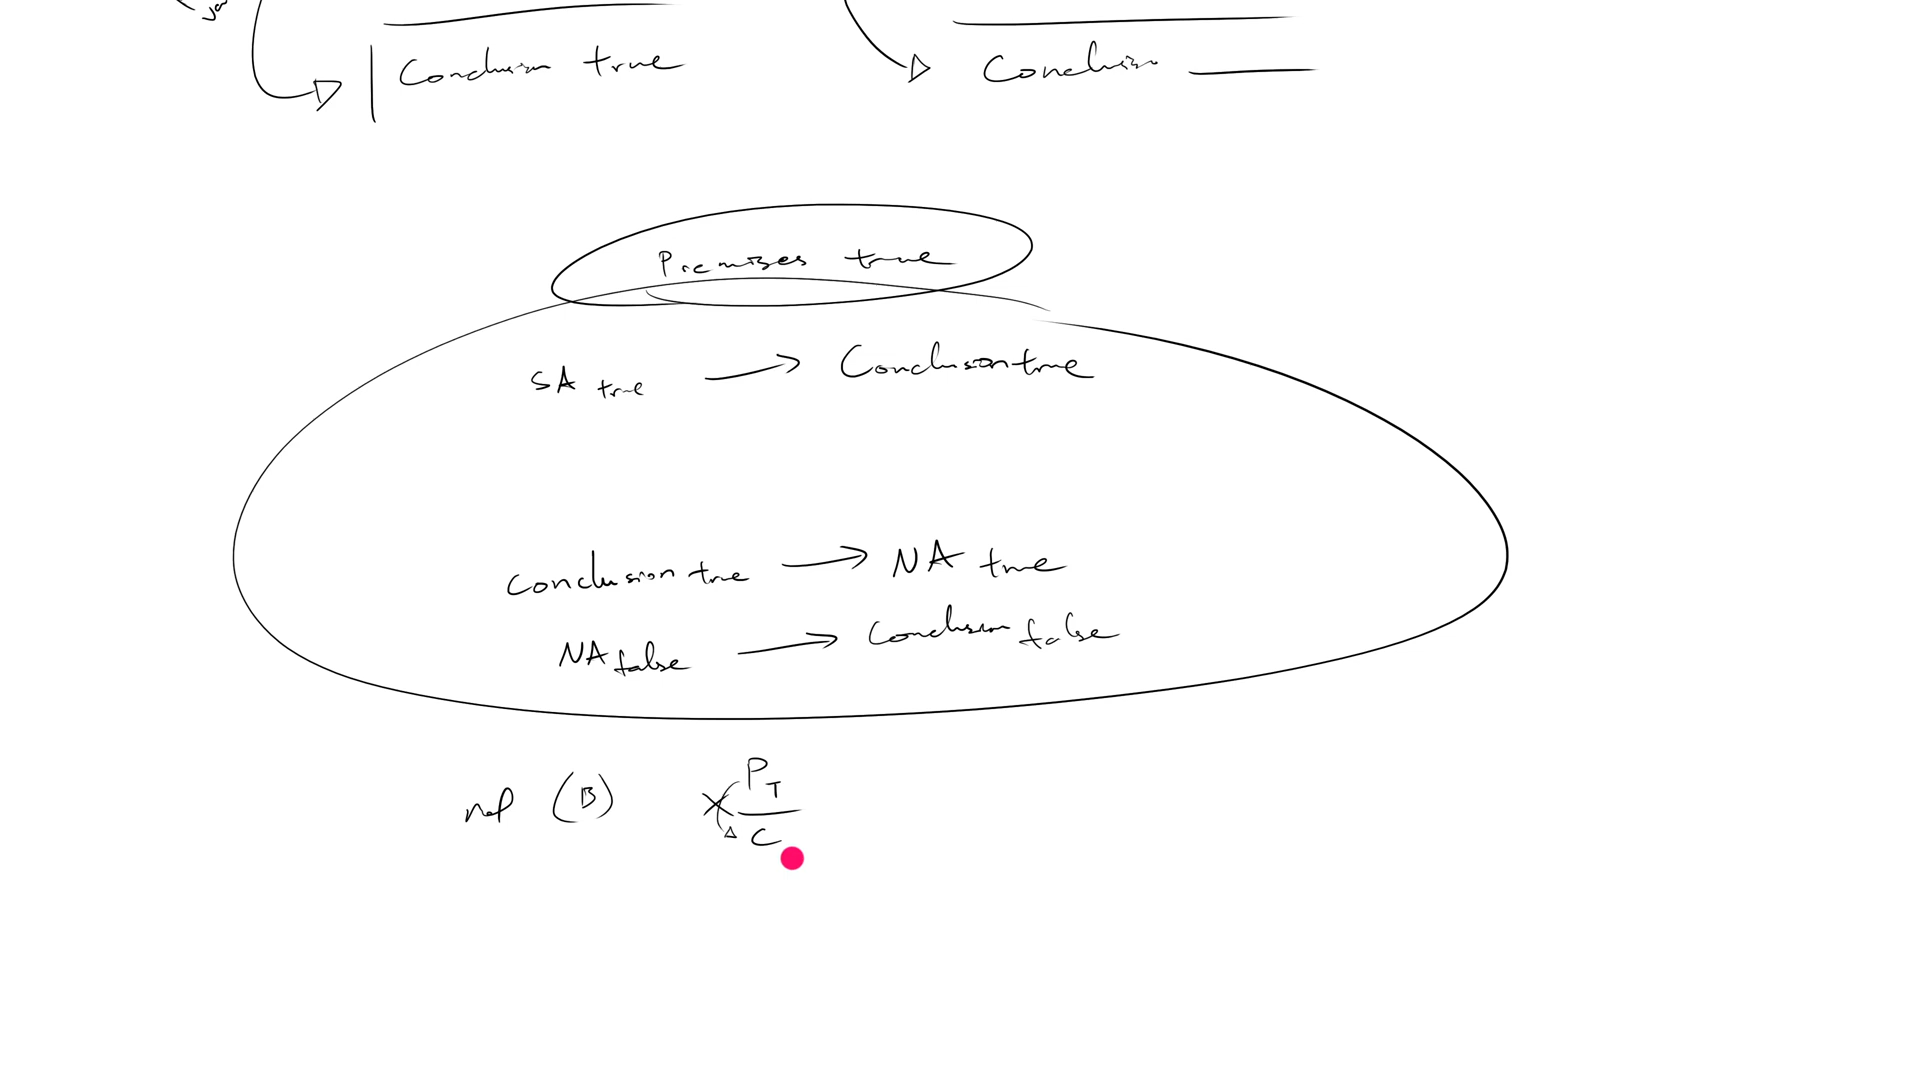 Conclusion true
Conclusion
Premises true
SA true → Conclusion true
Conclusion true → NA true
NA false → Conclusion false
(B)
P T
C